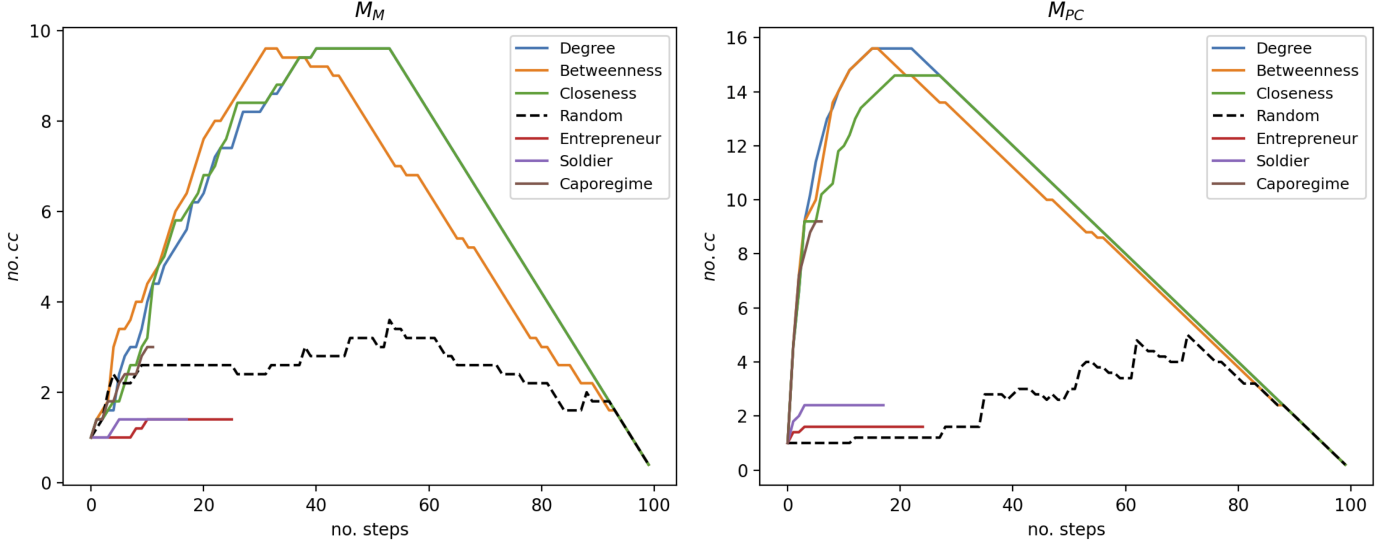 M_M
10
8
6
4
2
0
no. cc
0 20 40 60 80 100
no. steps
Degree
Betweenness
Closeness
Random
Entrepreneur
Soldier
Caporegime
M_PC
16
14
12
10
8
6
4
2
0
no. cc
0 20 40 60 80 100
no. steps
Degree
Betweenness
Closeness
Random
Entrepreneur
Soldier
Caporegime